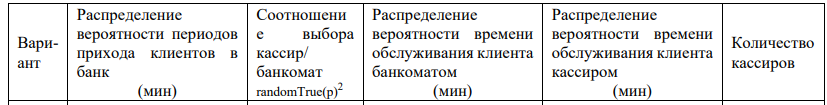 Вари-
ант
Распределение
вероятности периодов
прихода клиентов в
банк
(мин)
Соотношени
е выбора
кассир/
банкомат
randomTrue(p)²
Распределение
вероятности времени
обслуживания клиента
банкоматом
(мин)
Распределение
вероятности времени
обслуживания клиента
кассиром
(мин)
Количество
кассиров